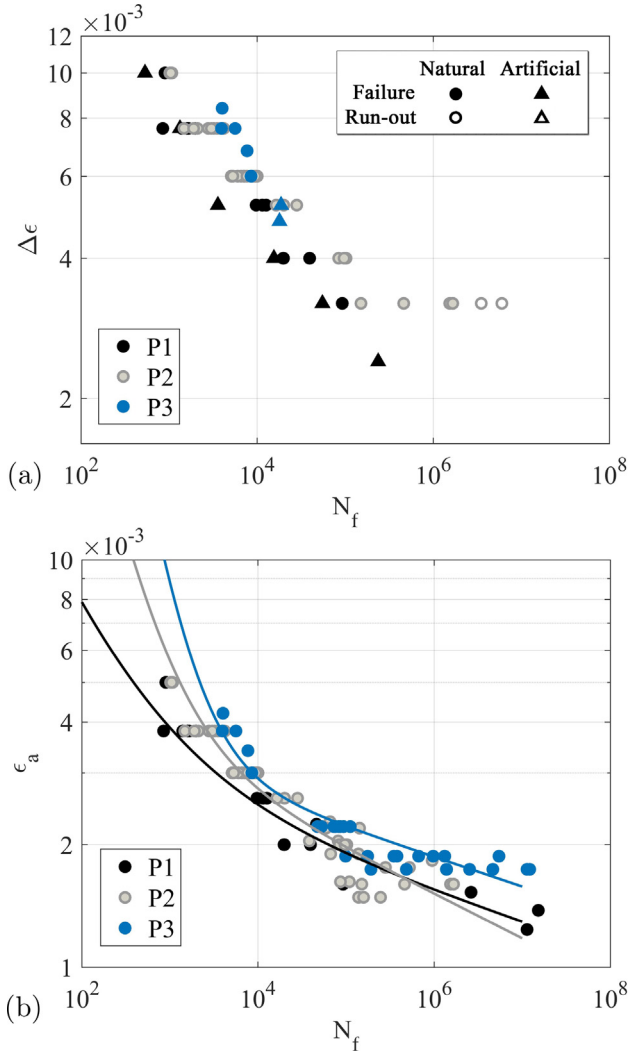 ×10⁻³
12
10
8
6
4
2
Δϵ
Natural Artificial
Failure
Run-out
P1
P2
P3
10² 10⁴ 10⁶ 10⁸
(a)
N_f
×10⁻³
10
8
6
4
2
1
ϵ_a
P1
P2
P3
10² 10⁴ 10⁶ 10⁸
(b)
N_f